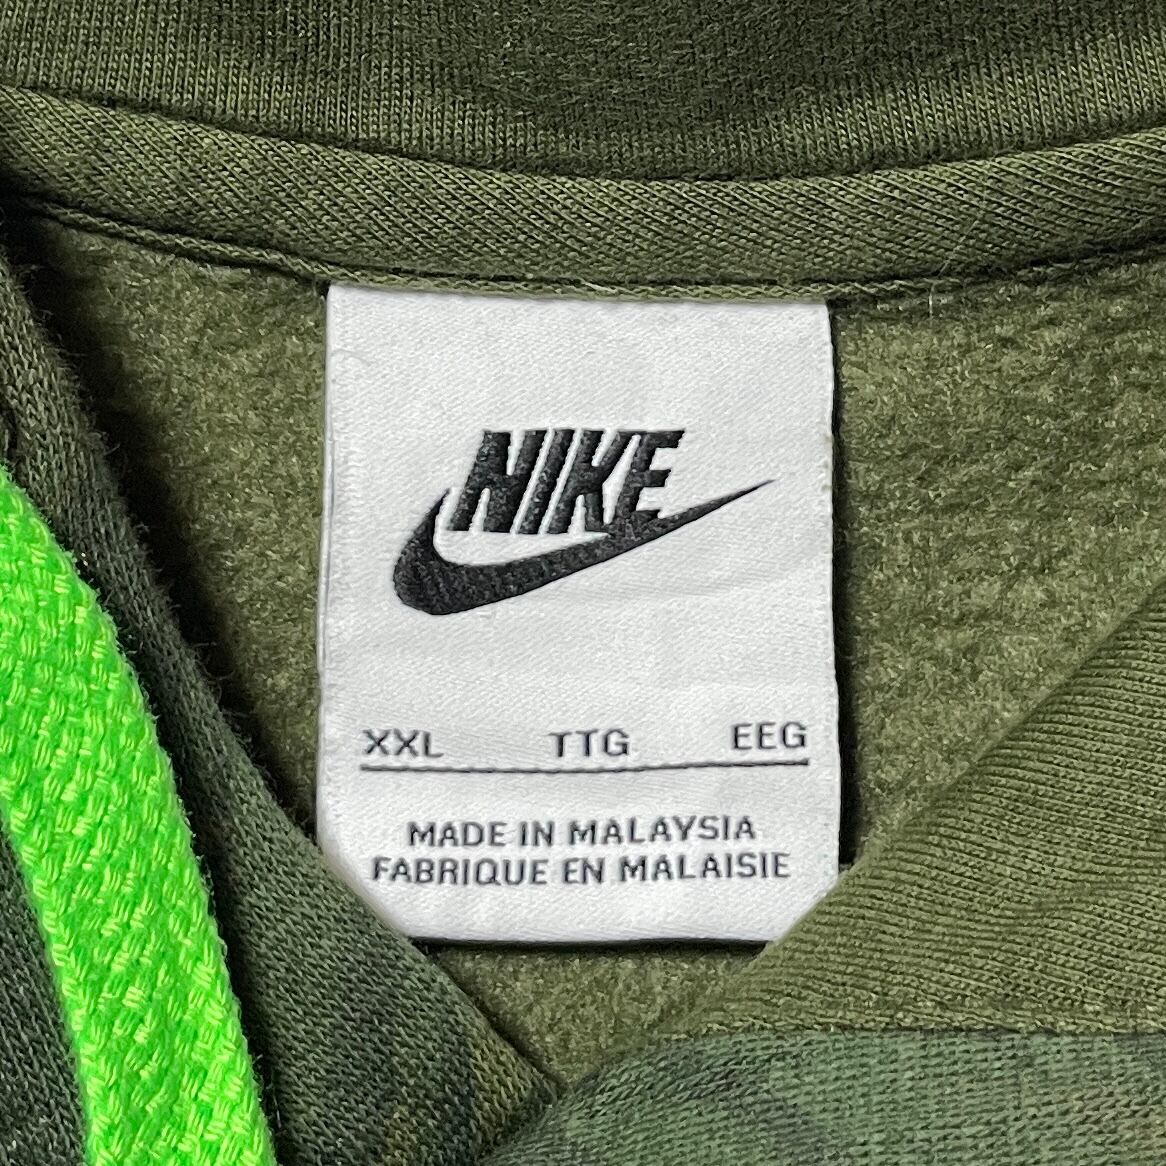 NIKE
XXL TTG EEG
MADE IN MALAYSIA
FABRIQUE EN MALAISIE